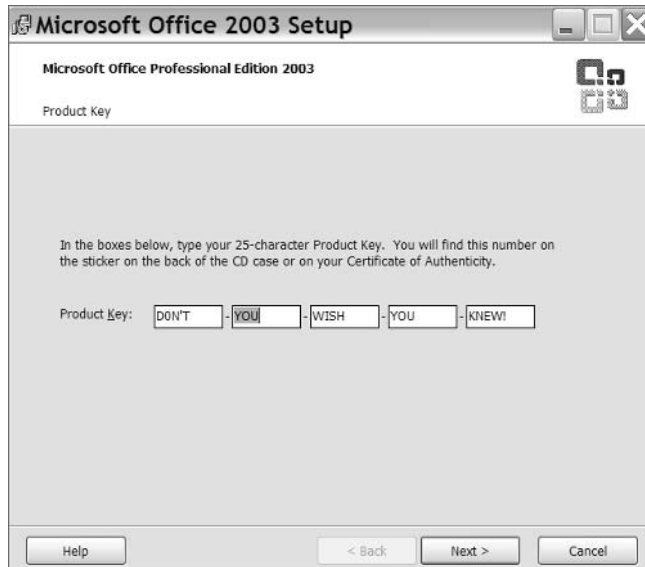 Microsoft Office 2003 Setup
Microsoft Office Professional Edition 2003
Product Key
In the boxes below, type your 25-character Product Key. You will find this number on
the sticker on the back of the CD case or on your Certificate of Authenticity.
Product Key: D0N'T - YOU - WISH - YOU - KNEW!
Help < Back Next > Cancel